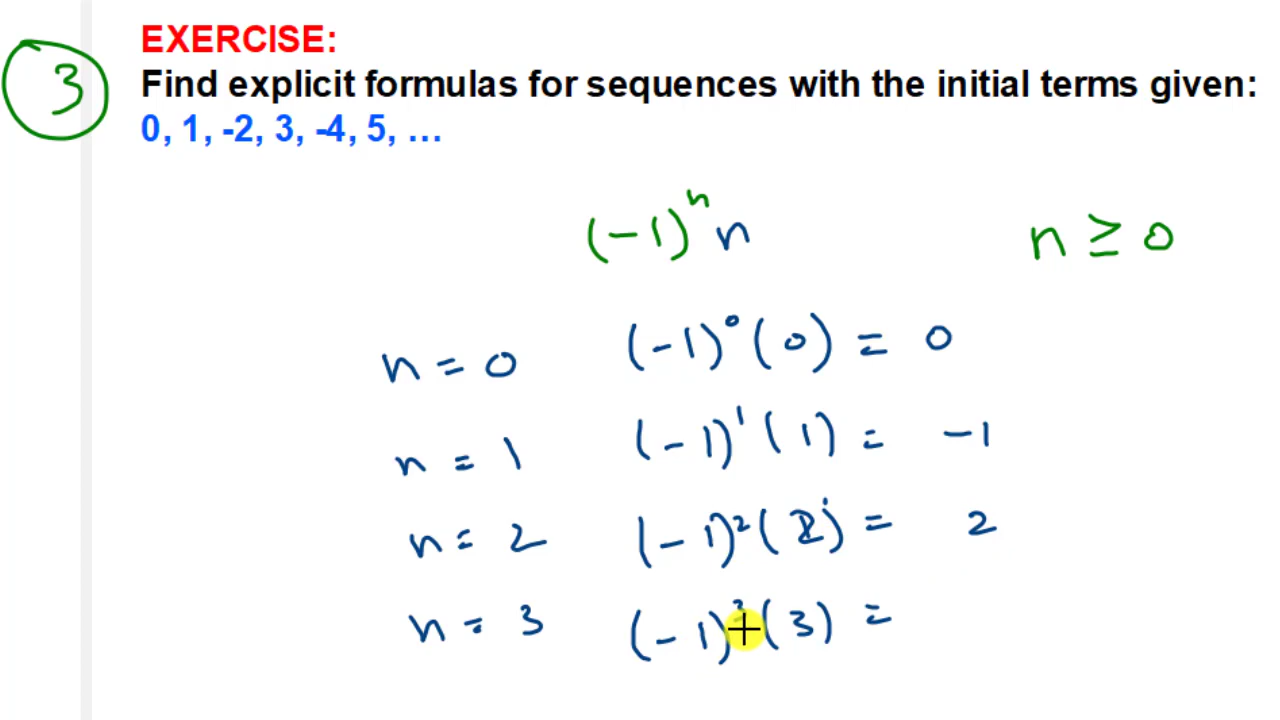 3
EXERCISE:
Find explicit formulas for sequences with the initial terms given:
0, 1, -2, 3, -4, 5, …
(-1)ⁿ n n ≥ 0
n = 0 (-1)⁰ (0) = 0
n = 1 (-1)¹ (1) = -1
n = 2 (-1)² (2) = 2
n = 3 (-1)³ (3) =